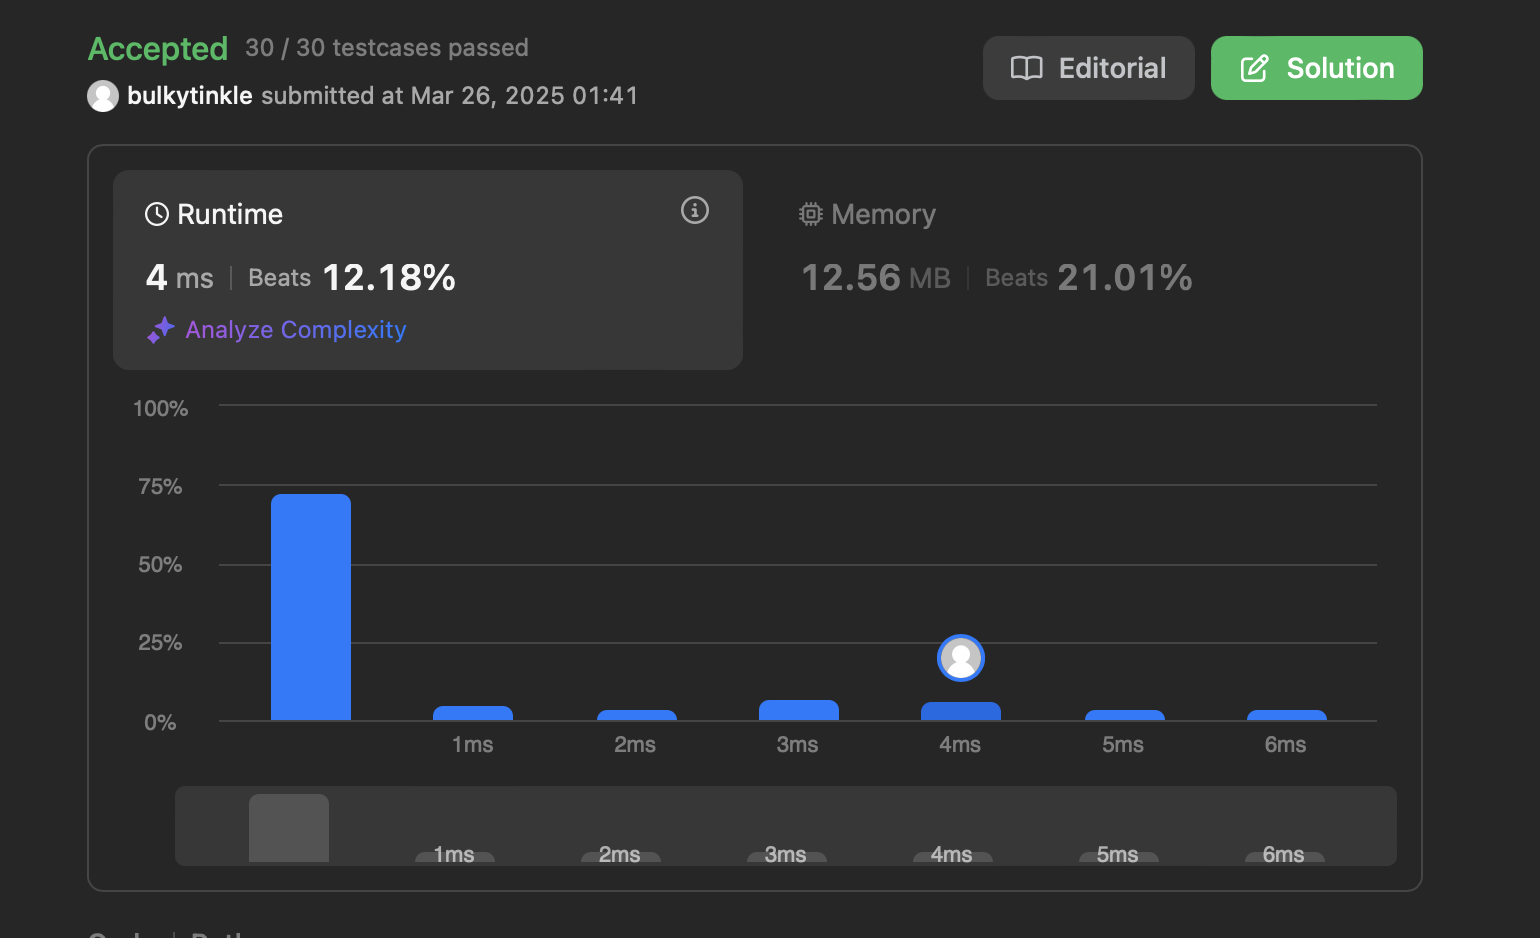 Accepted 30 / 30 testcases passed
bulkytinkle submitted at Mar 26, 2025 01:41
Editorial
Solution
Runtime
4 ms | Beats 12.18%
Analyze Complexity
Memory
12.56 MB | Beats 21.01%
100%
75%
50%
25%
0%
1ms 2ms 3ms 4ms 5ms 6ms
1ms 2ms 3ms 4ms 5ms 6ms